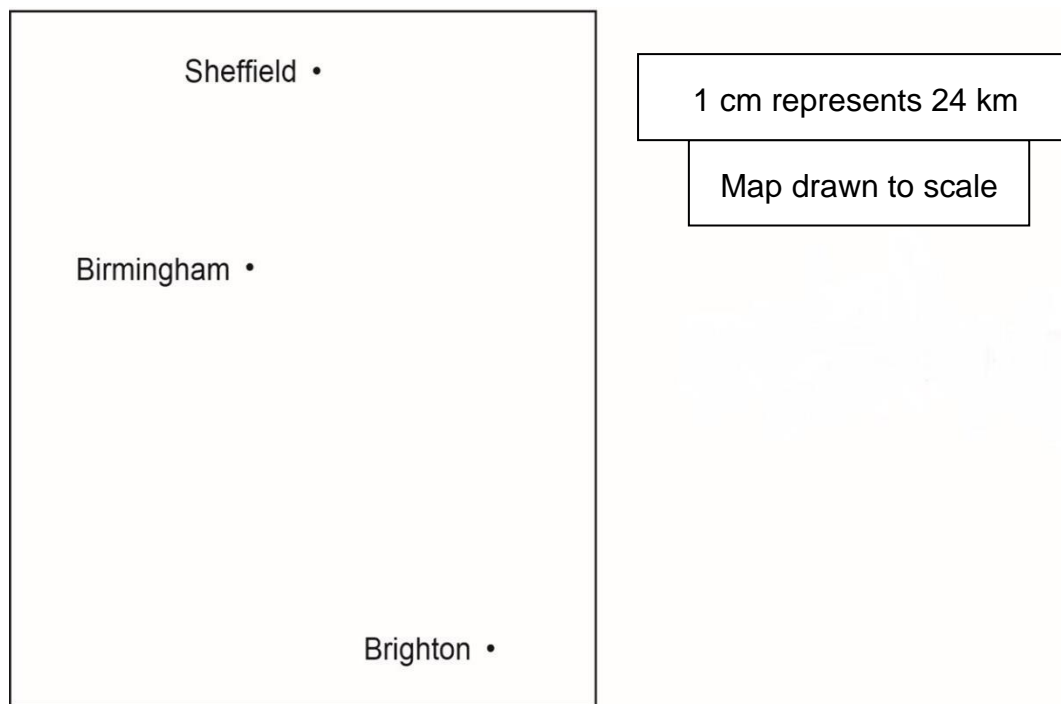 Sheffield
1 cm represents 24 km
Map drawn to scale
Birmingham
Brighton